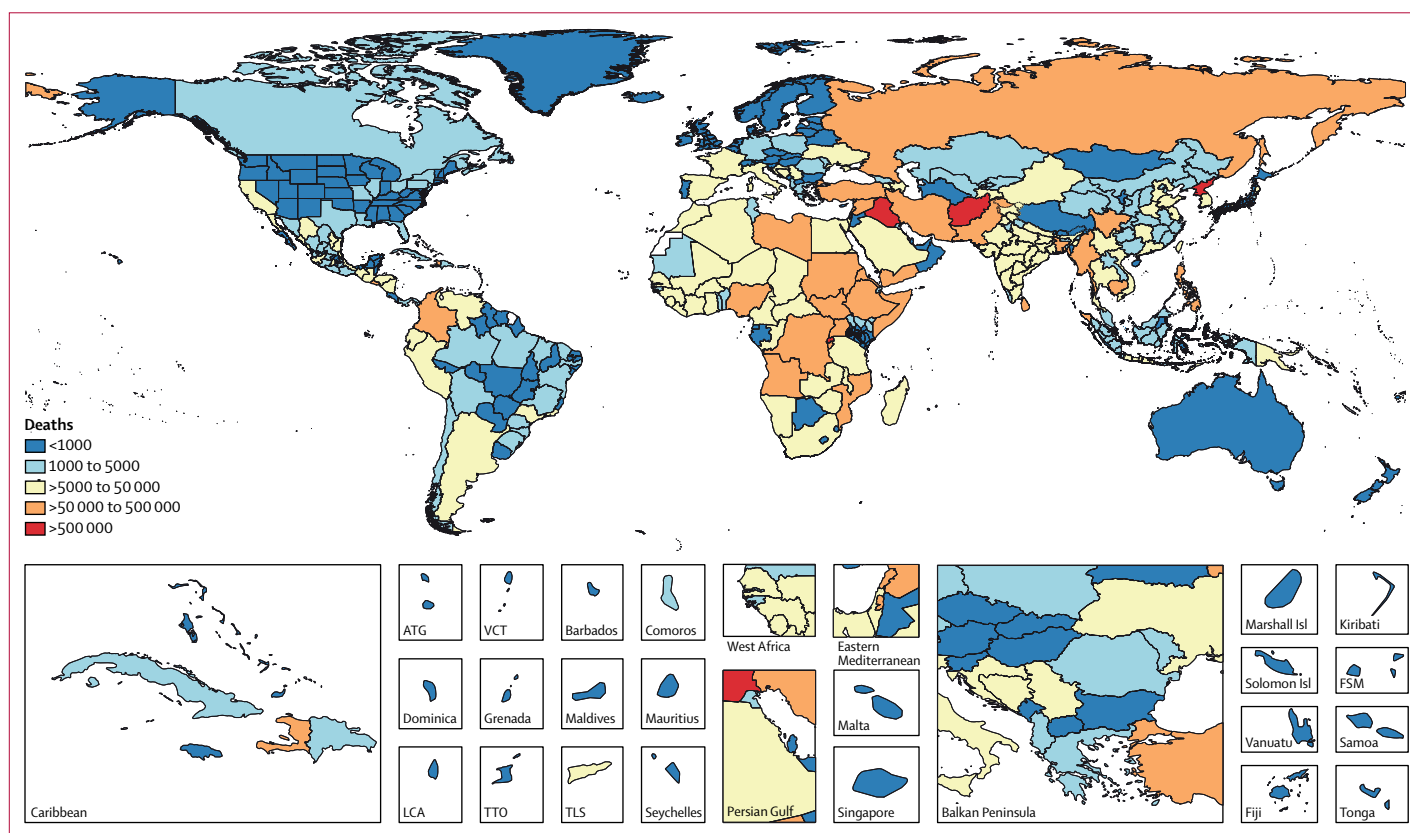 Deaths
<1000
1000 to 5000
>5000 to 50 000
>50 000 to 500 000
>500 000
ATG
VCT
Barbados
Comoros
West Africa
Eastern
Mediterranean
Marshall Isl
Kiribati
Dominica
Grenada
Maldives
Mauritius
Malta
Solomon Isl
FSM
Vanuatu
Samoa
Caribbean
LCA
TTO
TLS
Seychelles
Persian Gulf
Singapore
Balkan Peninsula
Fiji
Tonga